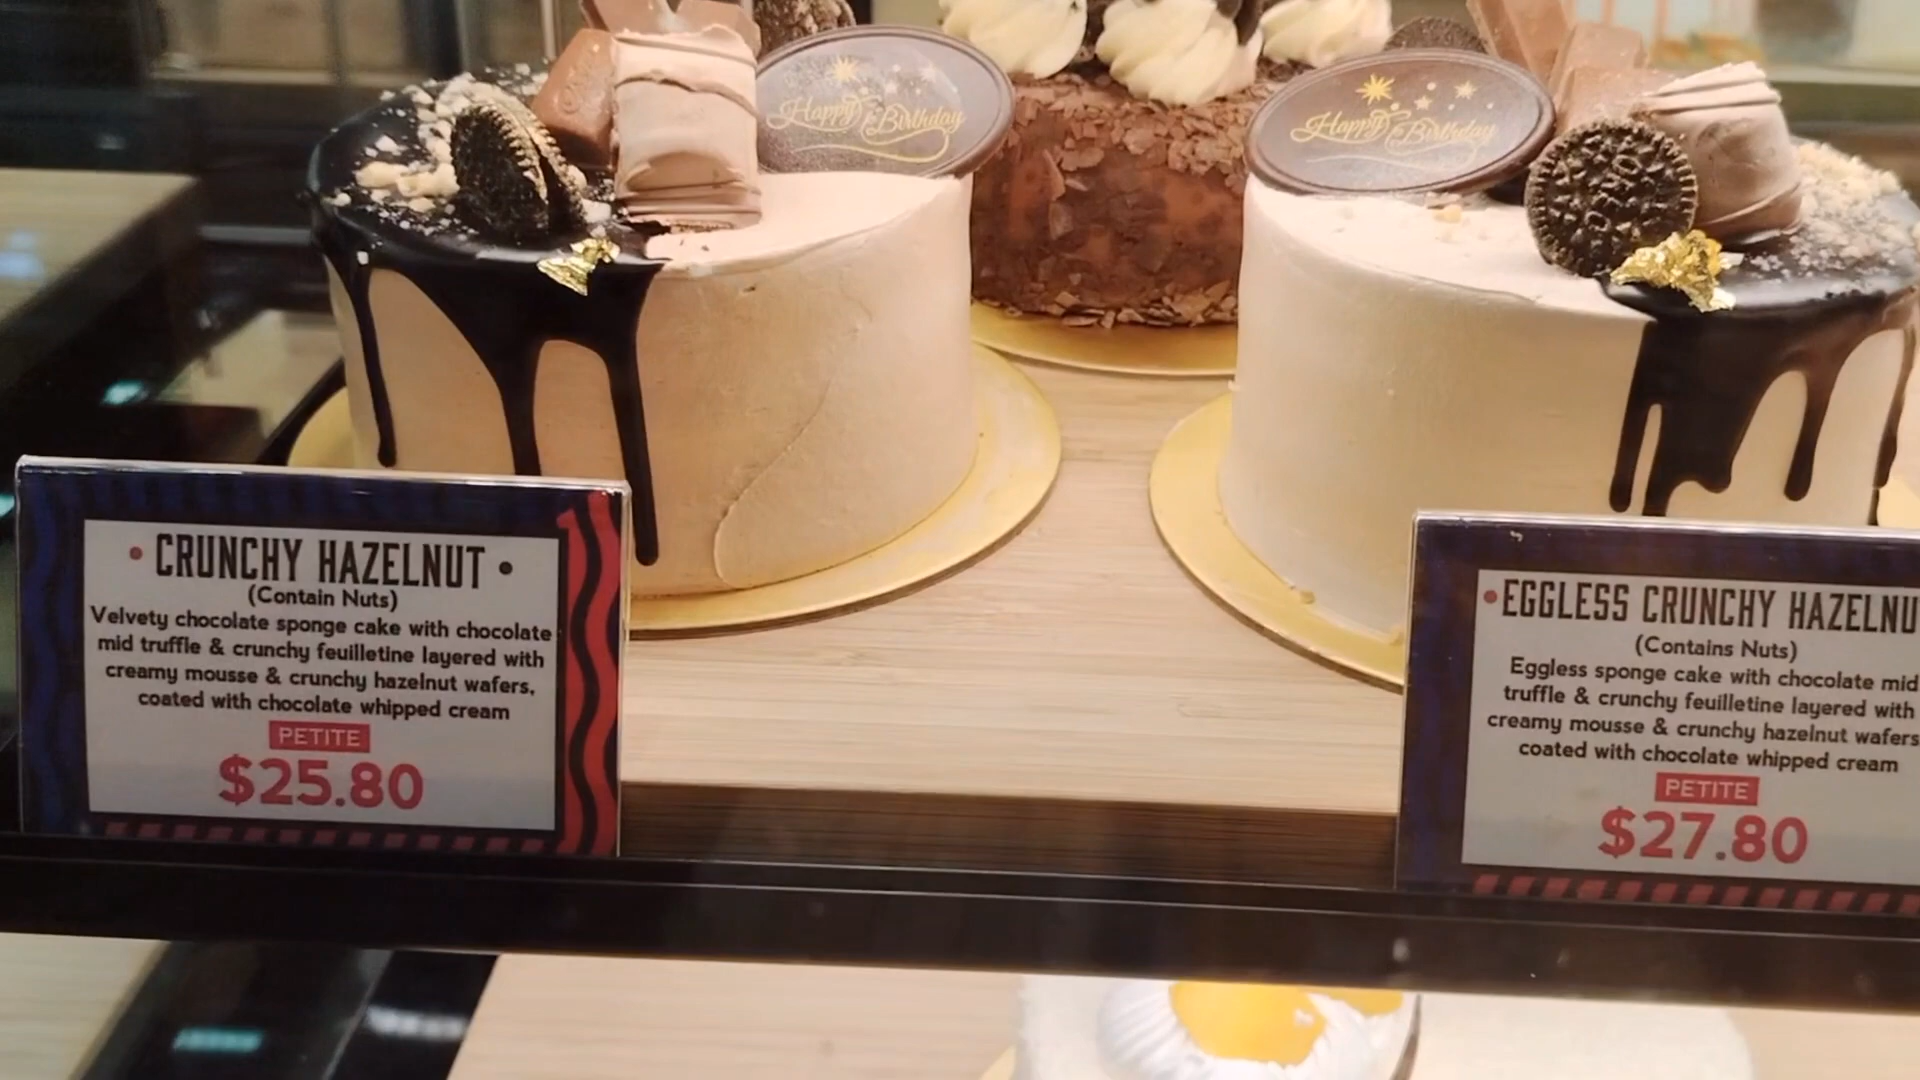 Happy Birthday
Happy Birthday
• CRUNCHY HAZELNUT •
(Contain Nuts)
Velvety chocolate sponge cake with chocolate
mid truffle & crunchy feuilletine layered with
creamy mousse & crunchy hazelnut wafers,
coated with chocolate whipped cream
PETITE
$25.80
• EGGLESS CRUNCHY HAZELNU
(Contains Nuts)
Eggless sponge cake with chocolate mid
truffle & crunchy feuilletine layered with
creamy mousse & crunchy hazelnut wafers
coated with chocolate whipped cream
PETITE
$27.80